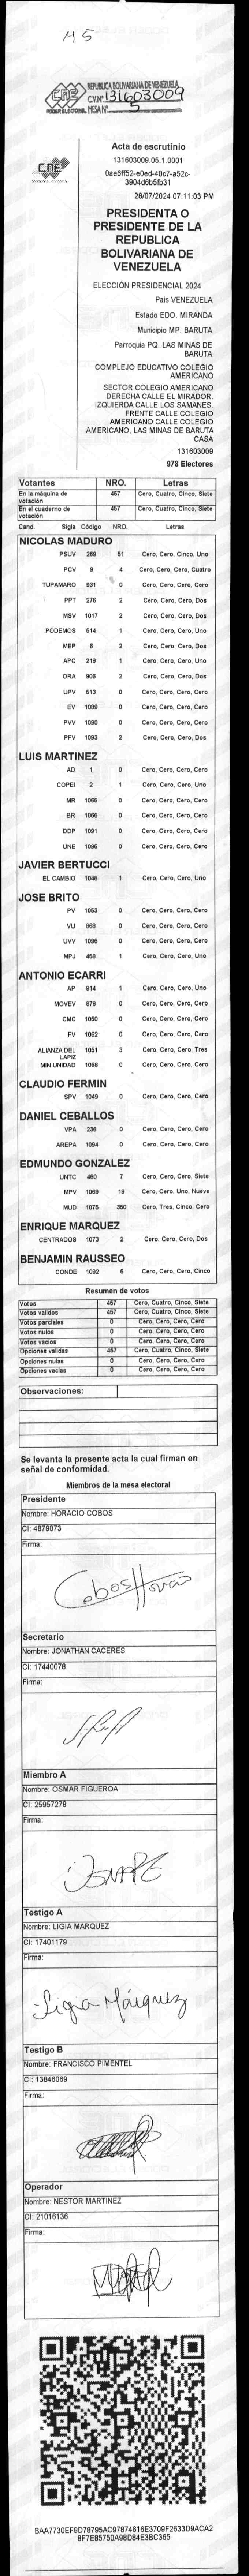 M 5
CNE
PODER ELECTORAL
REPUBLICA BOLIVARIANA DE VENEZUELA
CVN° 131603009
MESA N° 5
CNE
Acta de escrutinio
131603009.05.1.0001
0ae6ff52-e0ed-40c7-a52c-
3904d6b5fb31
28/07/2024 07:11:03 PM
PRESIDENTA O
PRESIDENTE DE LA
REPUBLICA
BOLIVARIANA DE
VENEZUELA
ELECCIÓN PRESIDENCIAL 2024
País VENEZUELA
Estado EDO. MIRANDA
Municipio MP. BARUTA
Parroquia PQ. LAS MINAS DE
BARUTA
COMPLEJO EDUCATIVO COLEGIO
AMERICANO
SECTOR COLEGIO AMERICANO
DERECHA CALLE EL MIRADOR.
IZQUIERDA CALLE LOS SAMANES.
FRENTE CALLE COLEGIO
AMERICANO CALLE COLEGIO
AMERICANO, LAS MINAS DE BARUTA
CASA
131603009
978 Electores
Votantes NRO. Letras
En la máquina de votación 457 Cero, Cuatro, Cinco, Siete
En el cuaderno de votación 457 Cero, Cuatro, Cinco, Siete
Cand. Sigla Código NRO. Letras
NICOLAS MADURO
PSUV 269 51 Cero, Cero, Cinco, Uno
PCV 9 4 Cero, Cero, Cero, Cuatro
TUPAMARO 931 0 Cero, Cero, Cero, Cero
PPT 275 2 Cero, Cero, Cero, Dos
MSV 1017 2 Cero, Cero, Cero, Dos
PODEMOS 514 1 Cero, Cero, Cero, Uno
MEP 6 2 Cero, Cero, Cero, Dos
APC 219 1 Cero, Cero, Cero, Uno
ORA 906 2 Cero, Cero, Cero, Dos
UPV 513 0 Cero, Cero, Cero, Cero
EV 1088 0 Cero, Cero, Cero, Cero
PVV 1090 0 Cero, Cero, Cero, Cero
PFV 1093 2 Cero, Cero, Cero, Dos
LUIS MARTINEZ
AD 1 0 Cero, Cero, Cero, Cero
COPEI 2 1 Cero, Cero, Cero, Uno
MR 1065 0 Cero, Cero, Cero, Cero
BR 1066 0 Cero, Cero, Cero, Cero
DDP 1091 0 Cero, Cero, Cero, Cero
UNE 1095 0 Cero, Cero, Cero, Cero
JAVIER BERTUCCI
EL CAMBIO 1048 1 Cero, Cero, Cero, Uno
JOSE BRITO
PV 1053 0 Cero, Cero, Cero, Cero
VU 968 0 Cero, Cero, Cero, Cero
UVV 1096 0 Cero, Cero, Cero, Cero
MPJ 459 1 Cero, Cero, Cero, Uno
ANTONIO ECARRI
AP 914 1 Cero, Cero, Cero, Uno
MOVEV 979 0 Cero, Cero, Cero, Cero
CMC 1050 0 Cero, Cero, Cero, Cero
FV 1062 0 Cero, Cero, Cero, Cero
ALIANZA DEL LAPIZ 1051 3 Cero, Cero, Cero, Tres
MIN UNIDAD 1068 0 Cero, Cero, Cero, Cero
CLAUDIO FERMIN
SPV 1049 0 Cero, Cero, Cero, Cero
DANIEL CEBALLOS
VPA 236 0 Cero, Cero, Cero, Cero
AREPA 1094 0 Cero, Cero, Cero, Cero
EDMUNDO GONZALEZ
UNTC 460 7 Cero, Cero, Cero, Siete
MPV 1069 19 Cero, Cero, Uno, Nueve
MUD 1075 350 Cero, Tres, Cinco, Cero
ENRIQUE MARQUEZ
CENTRADOS 1073 2 Cero, Cero, Cero, Dos
BENJAMIN RAUSSEO
CONDE 1092 5 Cero, Cero, Cero, Cinco
Resumen de votos
Votos 457 Cero, Cuatro, Cinco, Siete
Votos validos 457 Cero, Cuatro, Cinco, Siete
Votos parciales 0 Cero, Cero, Cero, Cero
Votos nulos 0 Cero, Cero, Cero, Cero
Votos vacios 0 Cero, Cero, Cero, Cero
Opciones validas 457 Cero, Cuatro, Cinco, Siete
Opciones nulas 0 Cero, Cero, Cero, Cero
Opciones vacias 0 Cero, Cero, Cero, Cero
Observaciones:
Se levanta la presente acta la cual firman en
señal de conformidad.
Miembros de la mesa electoral
Presidente
Nombre: HORACIO COBOS
CI: 4879073
Firma:
Cobos Horacio
Secretario
Nombre: JONATHAN CACERES
CI: 17440078
Firma:
Miembro A
Nombre: OSMAR FIGUEROA
CI: 25957278
Firma:
Testigo A
Nombre: LIGIA MARQUEZ
CI: 17401179
Firma:
Ligia Márquez
Testigo B
Nombre: FRANCISCO PIMENTEL
CI: 13846069
Firma:
Operador
Nombre: NESTOR MARTINEZ
CI: 21016136
Firma:
BAA7730EF9D78795AC97874616E3709F2633D9ACA2
8F7E85750A98D84E3BC365